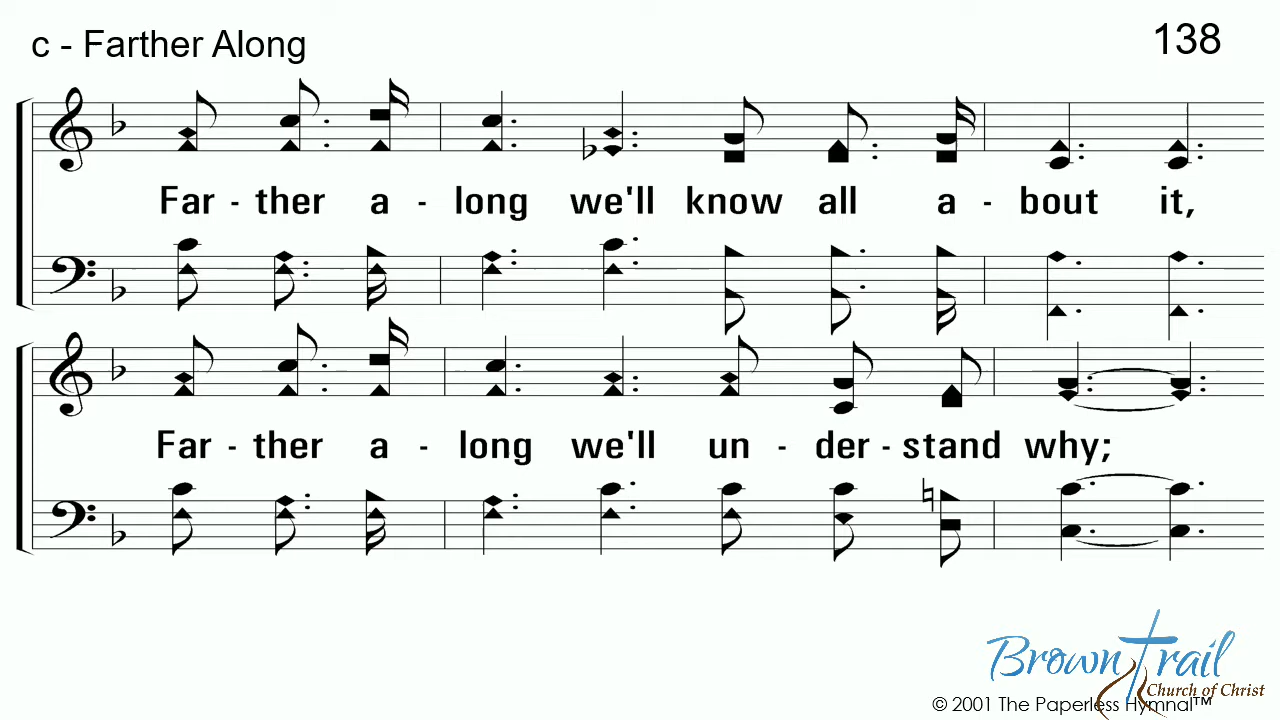 c - Farther Along
138
Far - ther a - long we'll know all a - bout it,
Far - ther a - long we'll un - der - stand why;
Brown Trail
Church of Christ
© 2001 The Paperless Hymnal™